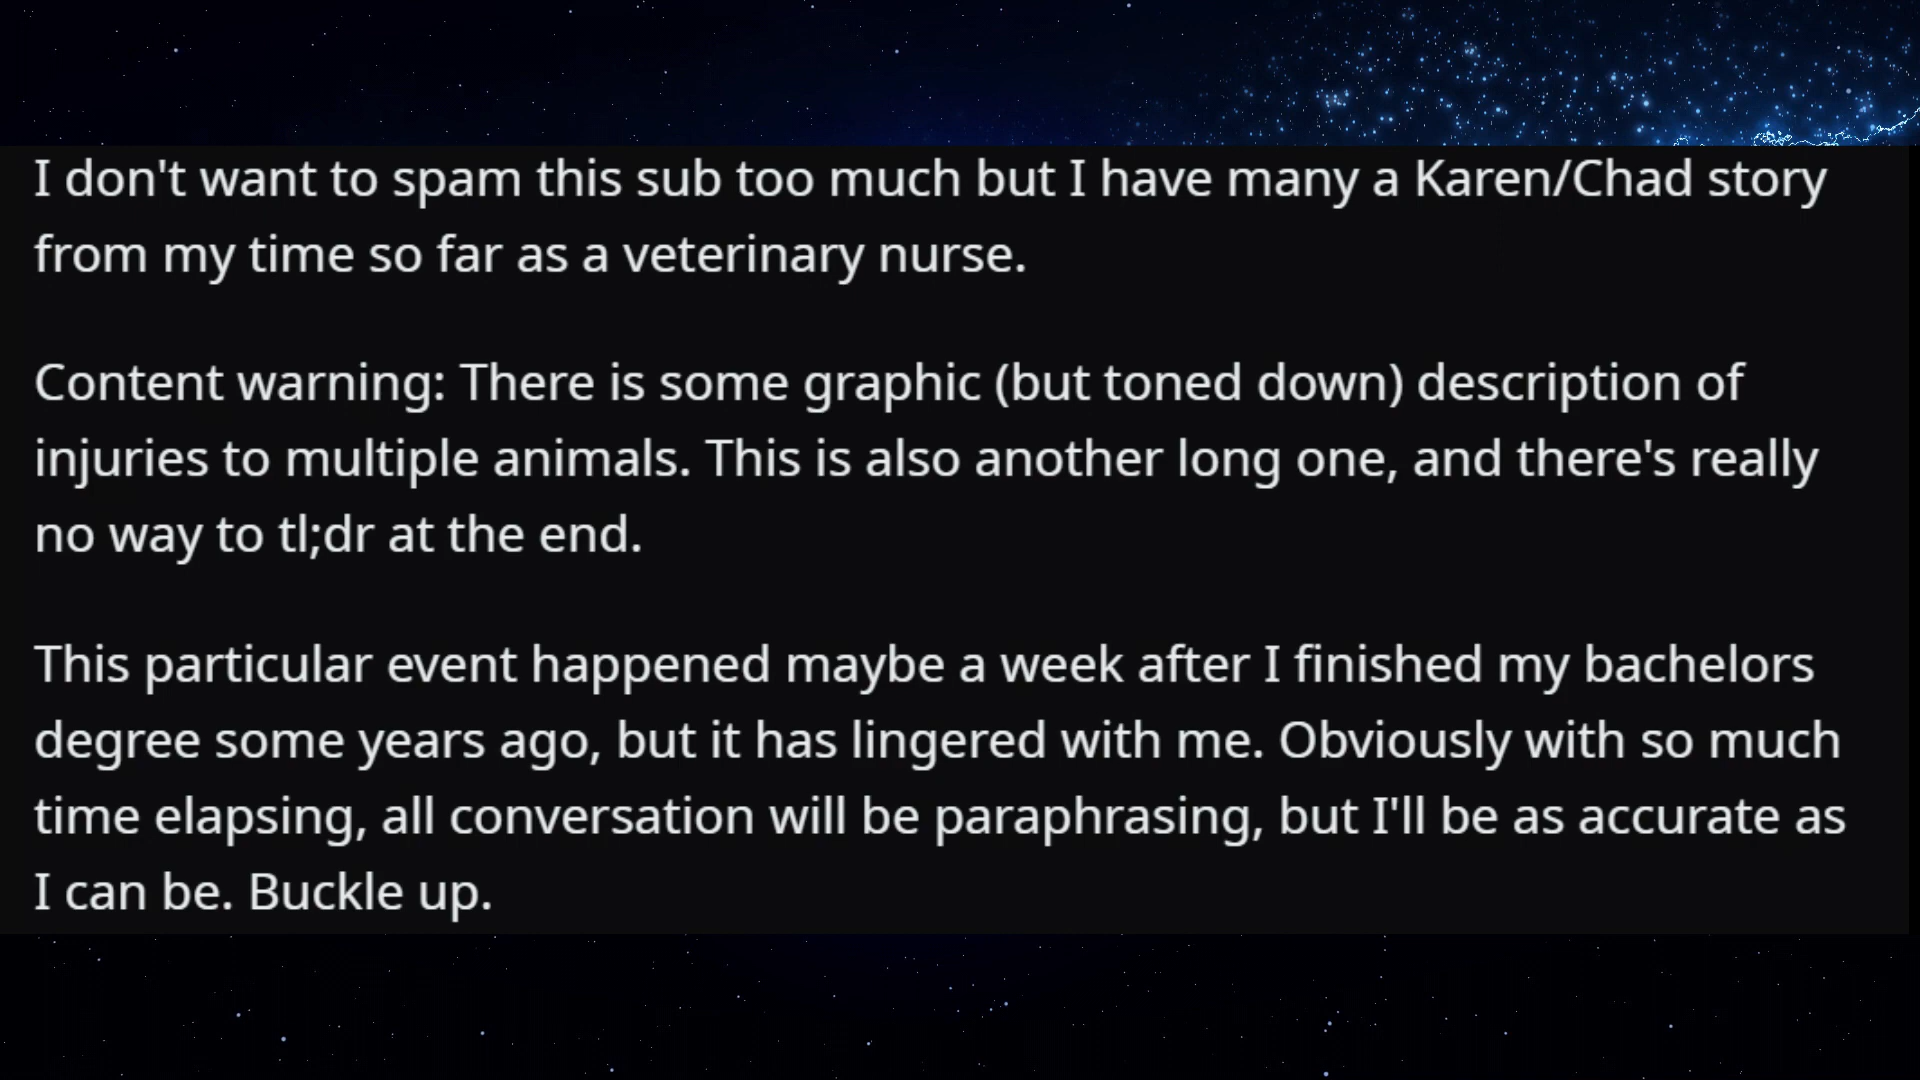 I don't want to spam this sub too much but I have many a Karen/Chad story
from my time so far as a veterinary nurse.
Content warning: There is some graphic (but toned down) description of
injuries to multiple animals. This is also another long one, and there's really
no way to tl;dr at the end.
This particular event happened maybe a week after I finished my bachelors
degree some years ago, but it has lingered with me. Obviously with so much
time elapsing, all conversation will be paraphrasing, but I'll be as accurate as
I can be. Buckle up.